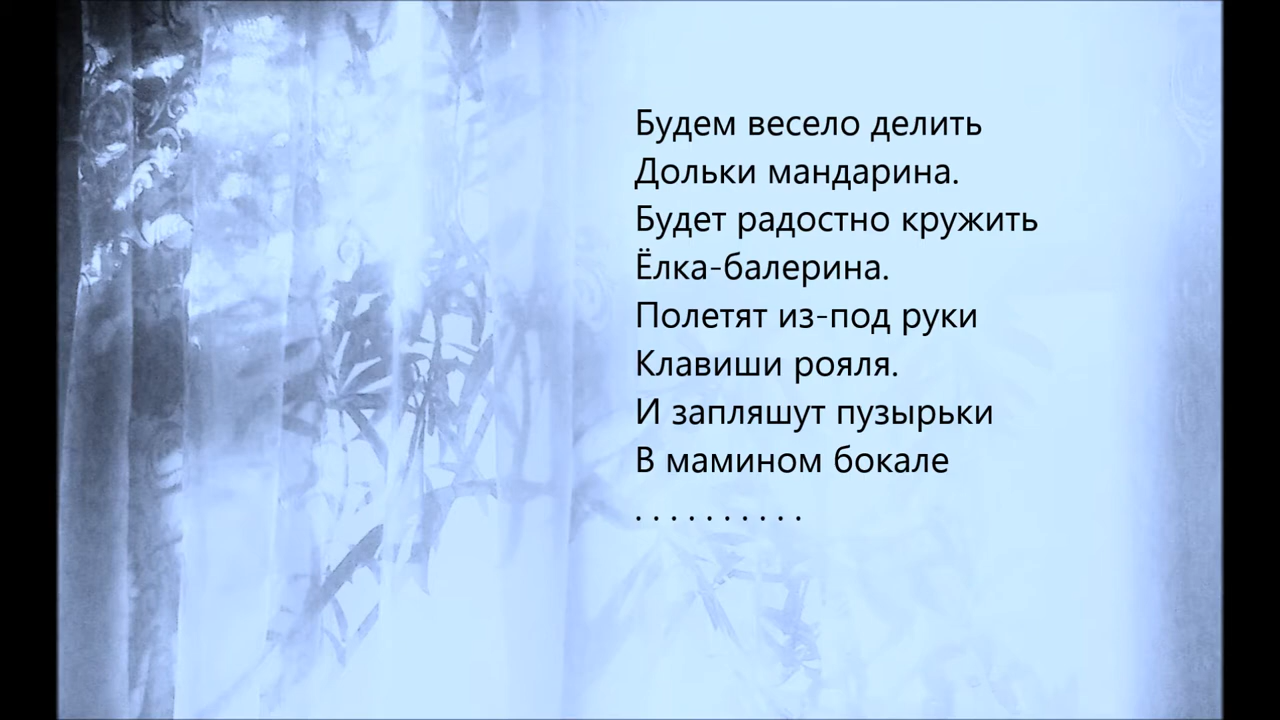 Будем весело делить
Дольки мандарина.
Будет радостно кружить
Ёлка-балерина.
Полетят из-под руки
Клавиши рояля.
И запляшут пузырьки
В мамином бокале
. . . . . . . . . .